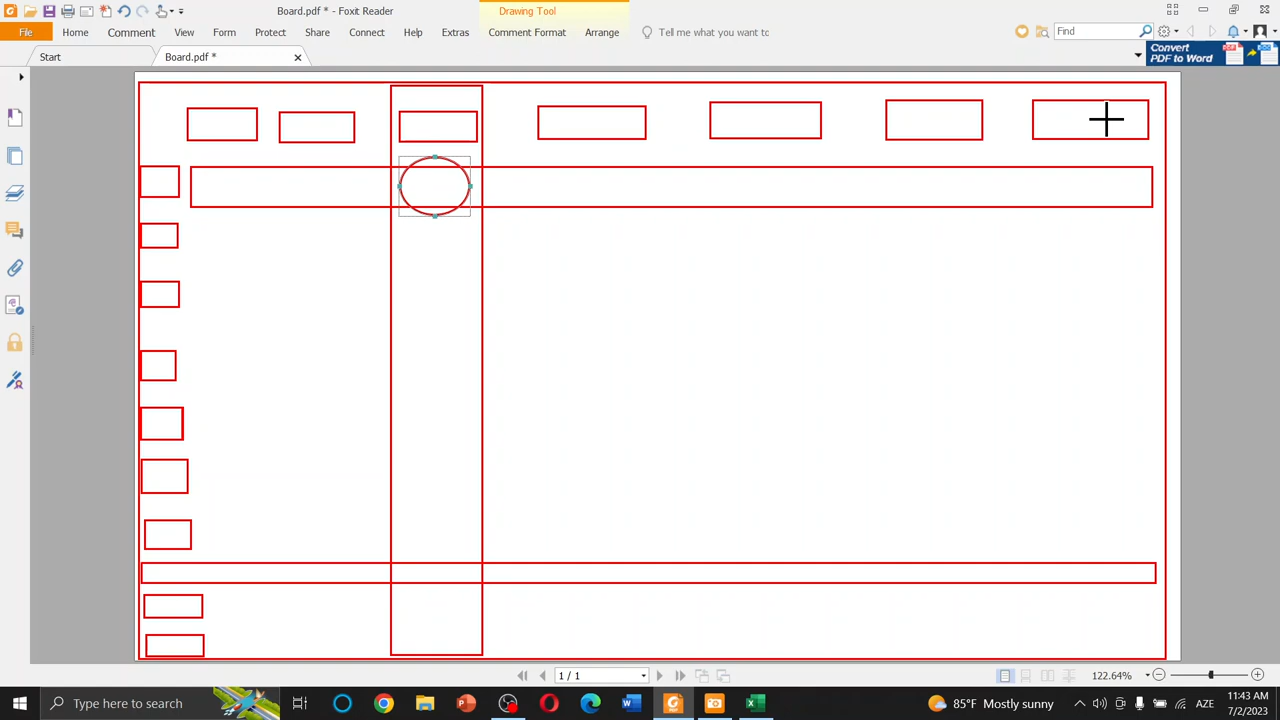 Board.pdf * - Foxit Reader
Drawing Tool
File
Home
Comment
View
Form
Protect
Share
Connect
Help
Extras
Comment Format
Arrange
Tell me what you want to
Find
Start
Board.pdf *
Convert
PDF to Word
1 / 1
122.64%
Type here to search
85°F Mostly sunny
AZE
11:43 AM
7/2/2023